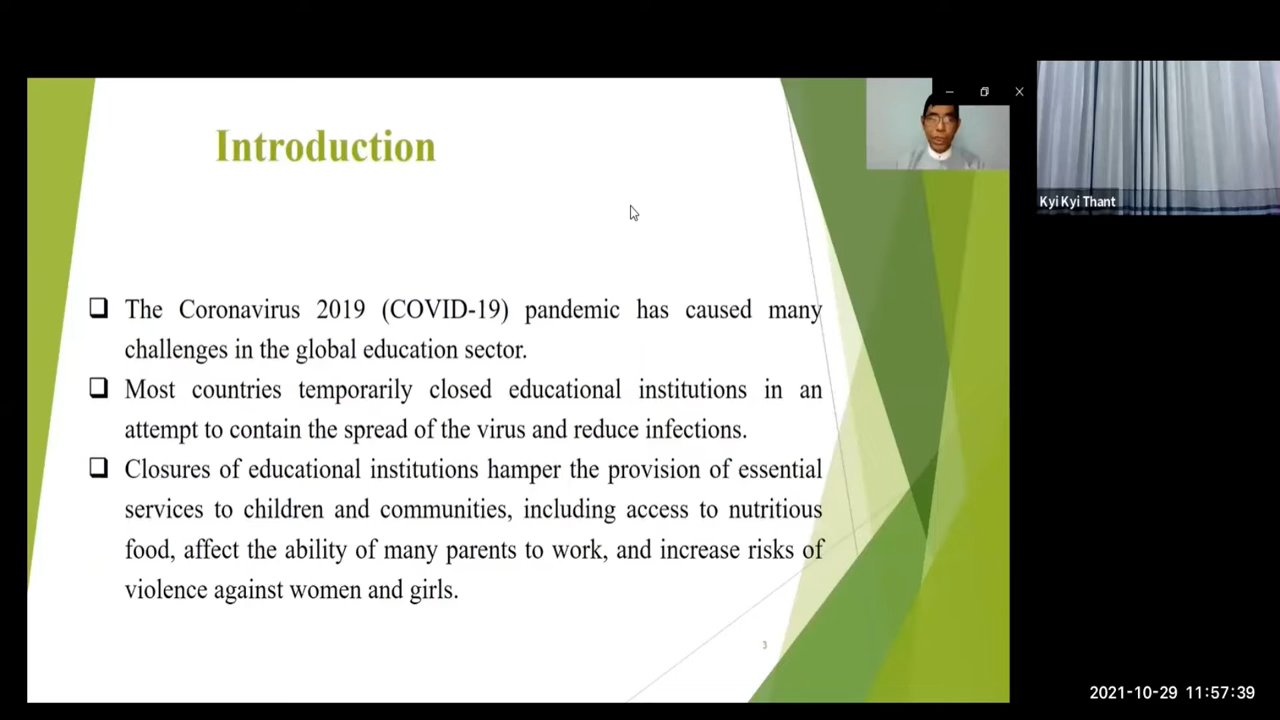 Introduction
❑ The Coronavirus 2019 (COVID-19) pandemic has caused many
challenges in the global education sector.
❑ Most countries temporarily closed educational institutions in an
attempt to contain the spread of the virus and reduce infections.
❑ Closures of educational institutions hamper the provision of essential
services to children and communities, including access to nutritious
food, affect the ability of many parents to work, and increase risks of
violence against women and girls.
3
Kyi Kyi Thant
2021-10-29 11:57:39